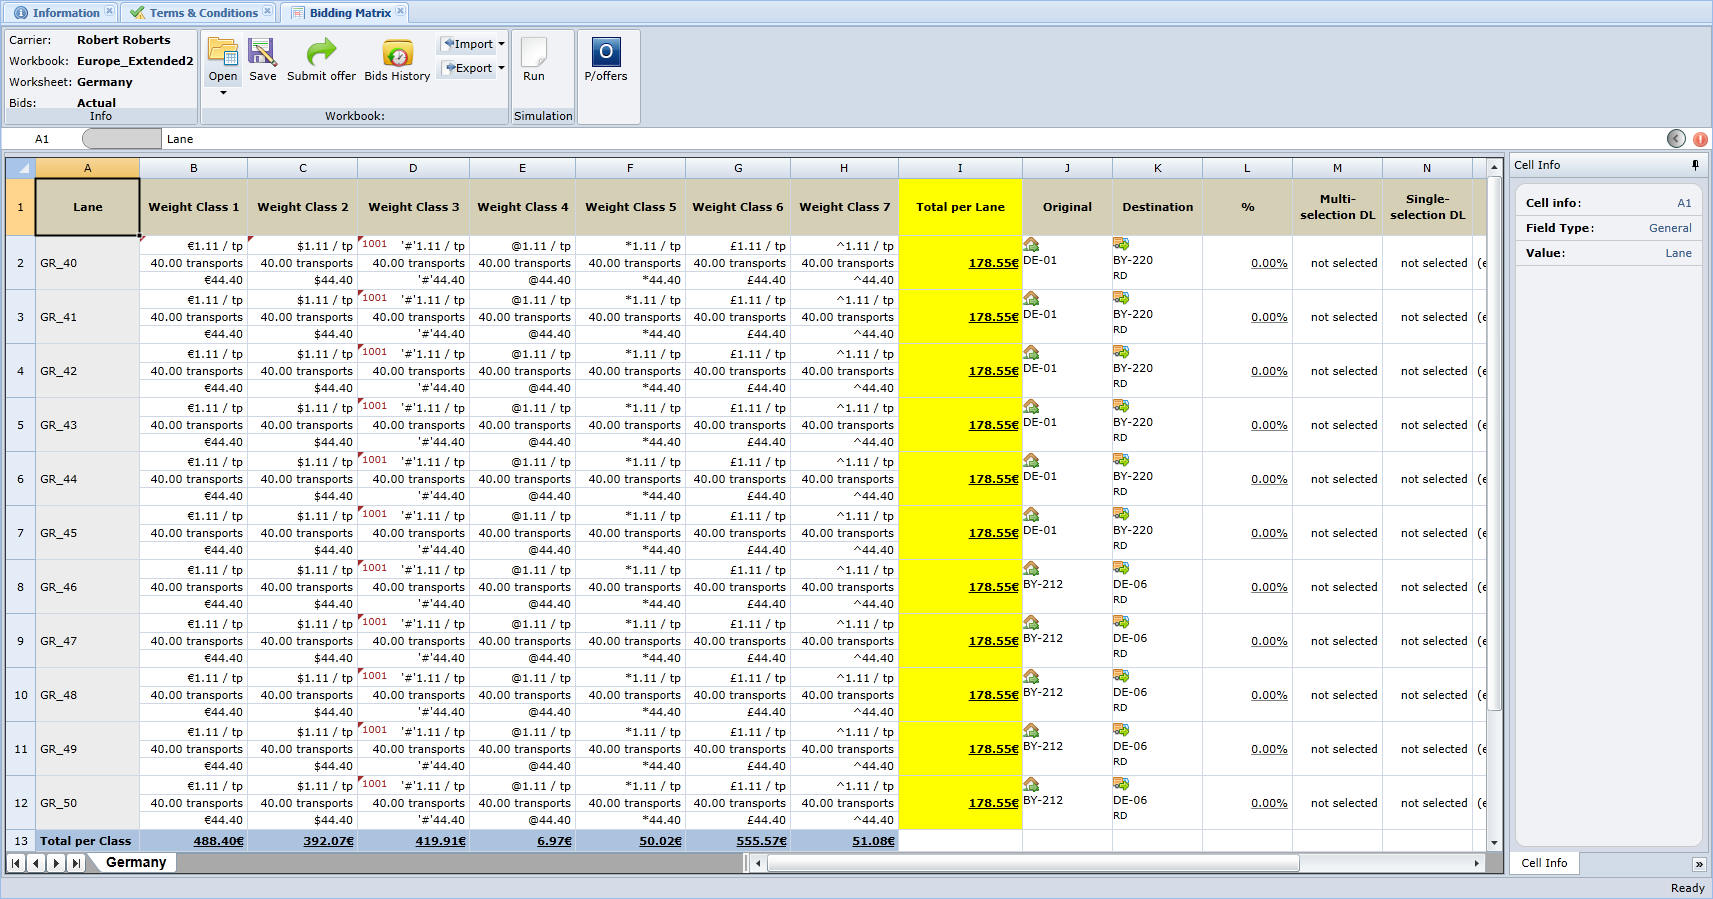 Information
Terms & Conditions
Bidding Matrix
Carrier: Robert Roberts
Workbook: Europe_Extended2
Worksheet: Germany
Bids: Actual
Info
Open
Save
Submit offer
Bids History
Import
Export
Workbook:
Run
Simulation
O
P/offers
A1 Lane
A B C D E F G H I J K L M N
1 Lane Weight Class 1 Weight Class 2 Weight Class 3 Weight Class 4 Weight Class 5 Weight Class 6 Weight Class 7 Total per Lane Original Destination % Multi-selection DL Single-selection DL
€1.11 / tp $1.11 / tp 1001 '#'1.11 / tp @1.11 / tp *1.11 / tp £1.11 / tp ^1.11 / tp
2 GR_40 40.00 transports 40.00 transports 40.00 transports 40.00 transports 40.00 transports 40.00 transports 40.00 transports 178.55€ DE-01 BY-220 0.00% not selected not selected (e
€44.40 $44.40 '#'44.40 @44.40 *44.40 £44.40 ^44.40 RD
€1.11 / tp $1.11 / tp 1001 '#'1.11 / tp @1.11 / tp *1.11 / tp £1.11 / tp ^1.11 / tp
3 GR_41 40.00 transports 40.00 transports 40.00 transports 40.00 transports 40.00 transports 40.00 transports 40.00 transports 178.55€ DE-01 BY-220 0.00% not selected not selected (e
€44.40 $44.40 '#'44.40 @44.40 *44.40 £44.40 ^44.40 RD
€1.11 / tp $1.11 / tp 1001 '#'1.11 / tp @1.11 / tp *1.11 / tp £1.11 / tp ^1.11 / tp
4 GR_42 40.00 transports 40.00 transports 40.00 transports 40.00 transports 40.00 transports 40.00 transports 40.00 transports 178.55€ DE-01 BY-220 0.00% not selected not selected (e
€44.40 $44.40 '#'44.40 @44.40 *44.40 £44.40 ^44.40 RD
€1.11 / tp $1.11 / tp 1001 '#'1.11 / tp @1.11 / tp *1.11 / tp £1.11 / tp ^1.11 / tp
5 GR_43 40.00 transports 40.00 transports 40.00 transports 40.00 transports 40.00 transports 40.00 transports 40.00 transports 178.55€ DE-01 BY-220 0.00% not selected not selected (e
€44.40 $44.40 '#'44.40 @44.40 *44.40 £44.40 ^44.40 RD
€1.11 / tp $1.11 / tp 1001 '#'1.11 / tp @1.11 / tp *1.11 / tp £1.11 / tp ^1.11 / tp
6 GR_44 40.00 transports 40.00 transports 40.00 transports 40.00 transports 40.00 transports 40.00 transports 40.00 transports 178.55€ DE-01 BY-220 0.00% not selected not selected (e
€44.40 $44.40 '#'44.40 @44.40 *44.40 £44.40 ^44.40 RD
€1.11 / tp $1.11 / tp 1001 '#'1.11 / tp @1.11 / tp *1.11 / tp £1.11 / tp ^1.11 / tp
7 GR_45 40.00 transports 40.00 transports 40.00 transports 40.00 transports 40.00 transports 40.00 transports 40.00 transports 178.55€ DE-01 BY-220 0.00% not selected not selected (e
€44.40 $44.40 '#'44.40 @44.40 *44.40 £44.40 ^44.40 RD
€1.11 / tp $1.11 / tp 1001 '#'1.11 / tp @1.11 / tp *1.11 / tp £1.11 / tp ^1.11 / tp
8 GR_46 40.00 transports 40.00 transports 40.00 transports 40.00 transports 40.00 transports 40.00 transports 40.00 transports 178.55€ BY-212 DE-06 0.00% not selected not selected (e
€44.40 $44.40 '#'44.40 @44.40 *44.40 £44.40 ^44.40 RD
€1.11 / tp $1.11 / tp 1001 '#'1.11 / tp @1.11 / tp *1.11 / tp £1.11 / tp ^1.11 / tp
9 GR_47 40.00 transports 40.00 transports 40.00 transports 40.00 transports 40.00 transports 40.00 transports 40.00 transports 178.55€ BY-212 DE-06 0.00% not selected not selected (e
€44.40 $44.40 '#'44.40 @44.40 *44.40 £44.40 ^44.40 RD
€1.11 / tp $1.11 / tp 1001 '#'1.11 / tp @1.11 / tp *1.11 / tp £1.11 / tp ^1.11 / tp
10 GR_48 40.00 transports 40.00 transports 40.00 transports 40.00 transports 40.00 transports 40.00 transports 40.00 transports 178.55€ BY-212 DE-06 0.00% not selected not selected (e
€44.40 $44.40 '#'44.40 @44.40 *44.40 £44.40 ^44.40 RD
€1.11 / tp $1.11 / tp 1001 '#'1.11 / tp @1.11 / tp *1.11 / tp £1.11 / tp ^1.11 / tp
11 GR_49 40.00 transports 40.00 transports 40.00 transports 40.00 transports 40.00 transports 40.00 transports 40.00 transports 178.55€ BY-212 DE-06 0.00% not selected not selected (e
€44.40 $44.40 '#'44.40 @44.40 *44.40 £44.40 ^44.40 RD
€1.11 / tp $1.11 / tp 1001 '#'1.11 / tp @1.11 / tp *1.11 / tp £1.11 / tp ^1.11 / tp
12 GR_50 40.00 transports 40.00 transports 40.00 transports 40.00 transports 40.00 transports 40.00 transports 40.00 transports 178.55€ BY-212 DE-06 0.00% not selected not selected (e
€44.40 $44.40 '#'44.40 @44.40 *44.40 £44.40 ^44.40 RD
13 Total per Class 488.40€ 392.07€ 419.91€ 6.97€ 50.02€ 555.57€ 51.08€
Germany
Cell Info
Cell info: A1
Field Type: General
Value: Lane
Cell Info
Ready